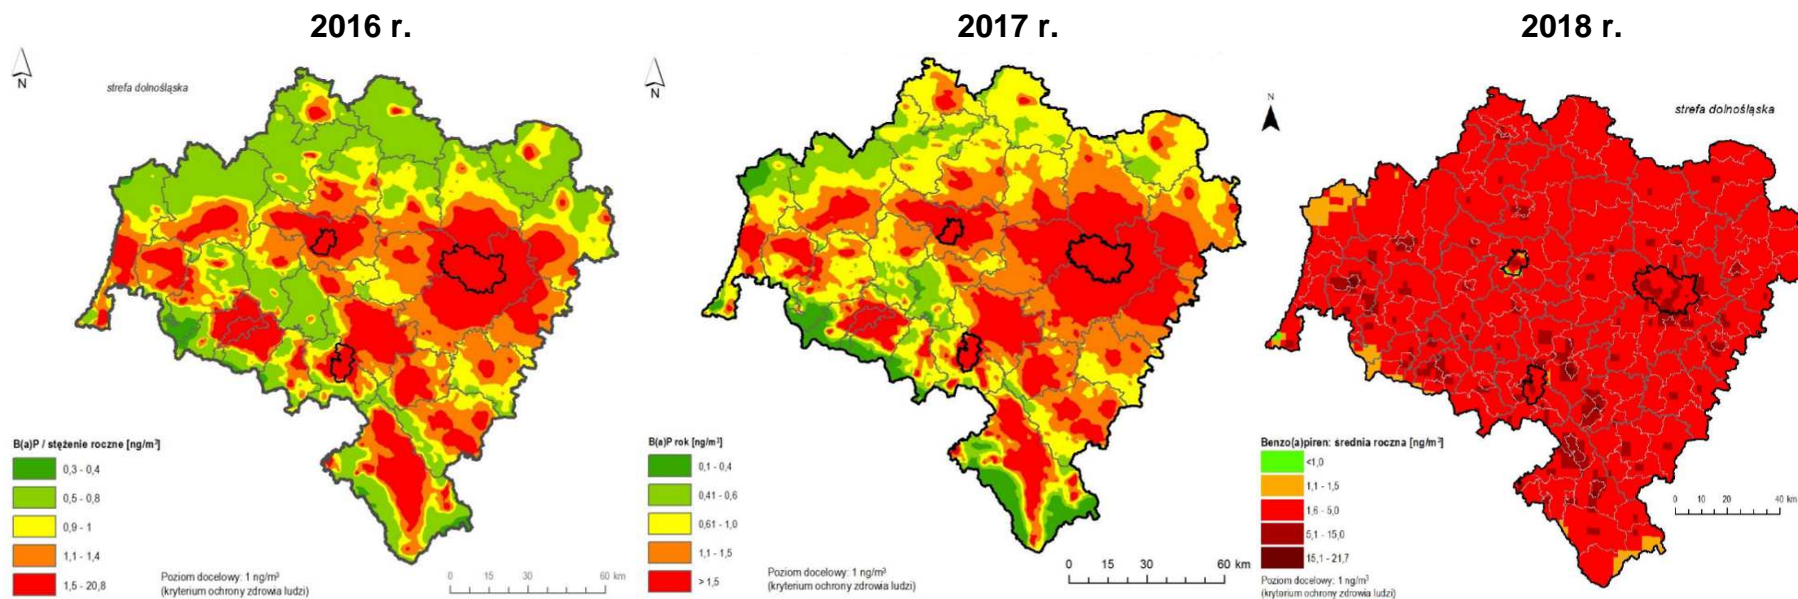 2016 r.
2017 r.
2018 r.
N
strefa dolnośląska
B(a)P / stężenie roczne [ng/m³]
0,3 - 0,4
0,5 - 0,8
0,9 - 1
1,1 - 1,4
1,5 - 20,8
Poziom docelowy: 1 ng/m³
(kryterium ochrony zdrowia ludzi)
0 15 30 60 km
N
B(a)P rok [ng/m³]
0,1 - 0,4
0,41 - 0,6
0,61 - 1,0
1,1 - 1,5
> 1,5
Poziom docelowy: 1 ng/m³
(kryterium ochrony zdrowia ludzi)
0 15 30 60 km
N
strefa dolnośląska
Benzo(a)piren: średnia roczna [ng/m³]
<1,0
1,1 - 1,5
1,6 - 5,0
5,1 - 15,0
15,1 - 21,7
Poziom docelowy: 1 ng/m³
(kryterium ochrony zdrowia ludzi)
0 10 20 40 km